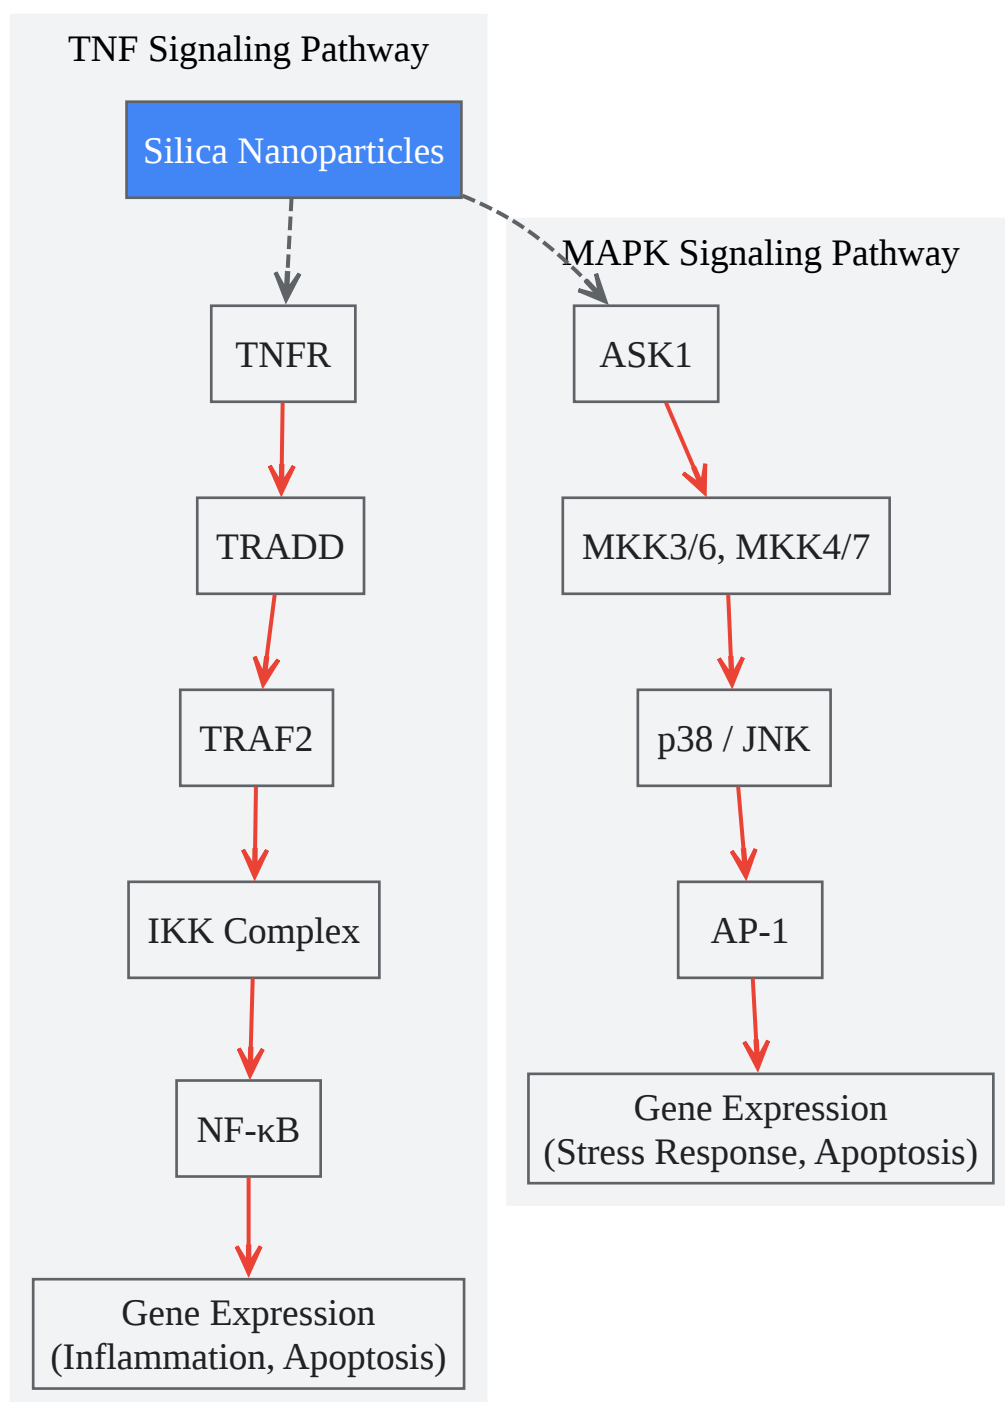 TNF Signaling Pathway
Silica Nanoparticles
TNFR
TRADD
TRAF2
IKK Complex
NF-κB
Gene Expression
(Inflammation, Apoptosis)
MAPK Signaling Pathway
ASK1
MKK3/6, MKK4/7
p38 / JNK
AP-1
Gene Expression
(Stress Response, Apoptosis)